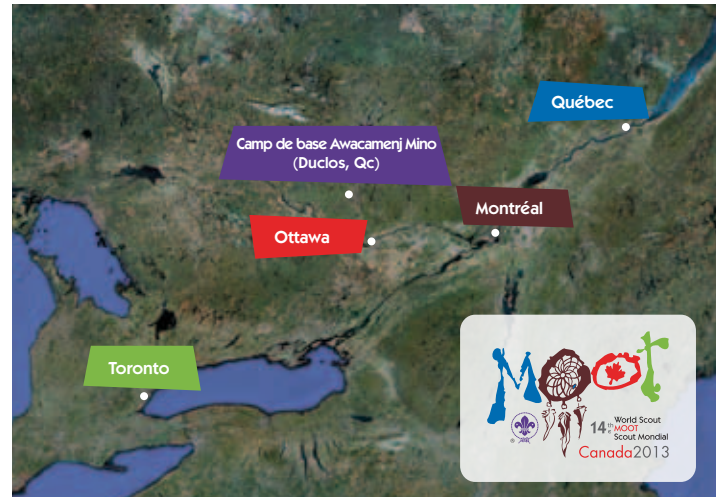 Québec
Camp de base Awacamenj Mino
(Duclos, Qc)
Montréal
Ottawa
Toronto
MOOT
14th
e
World Scout
MOOT
Scout Mondial
Canada2013
®